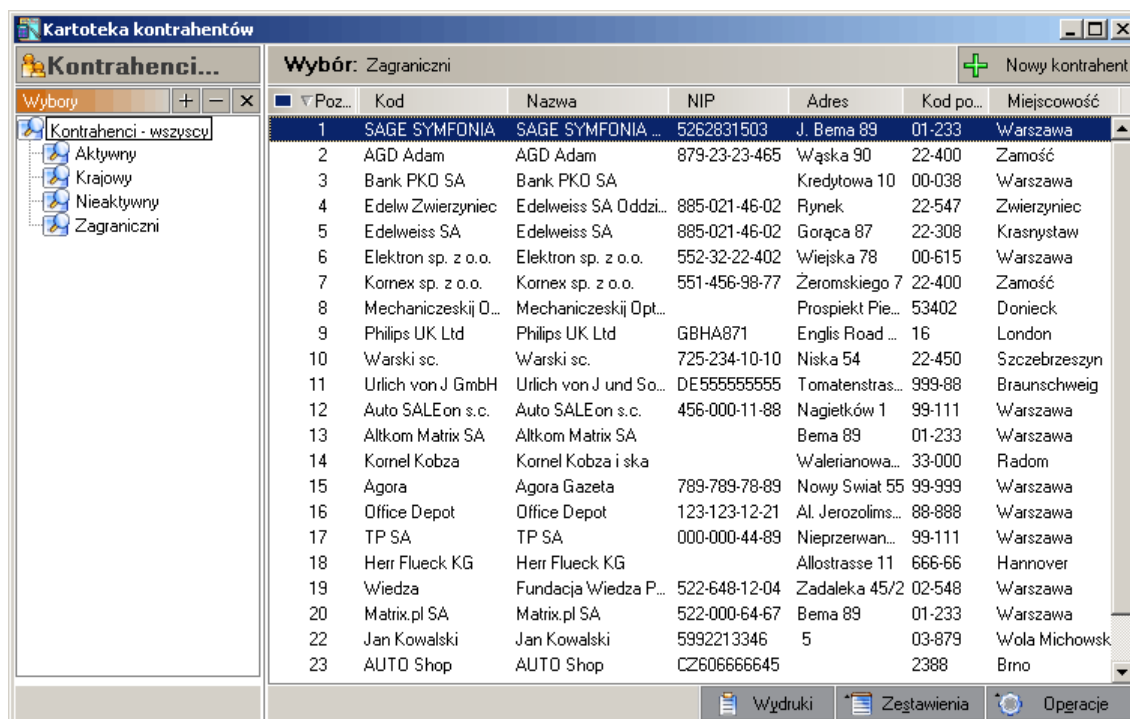 Kartoteka kontrahentów
Kontrahenci...
Wybór: Zagraniczni
Nowy kontrahent
Wybory
Kontrahenci - wszyscy
Aktywny
Krajowy
Nieaktywny
Zagraniczni
Poz... Kod Nazwa NIP Adres Kod po... Miejscowość
1 SAGE SYMFONIA SAGE SYMFONIA ... 5262831503 J. Bema 89 01-233 Warszawa
2 AGD Adam AGD Adam 879-23-23-465 Wąska 90 22-400 Zamość
3 Bank PKO SA Bank PKO SA Kredytowa 10 00-038 Warszawa
4 Edelw Zwierzyniec Edelweiss SA Oddzi... 885-021-46-02 Rynek 22-547 Zwierzyniec
5 Edelweiss SA Edelweiss SA 885-021-46-02 Gorąca 87 22-308 Krasnystaw
6 Elektron sp. z o.o. Elektron sp. z o.o. 552-32-22-402 Wiejska 78 00-615 Warszawa
7 Kornex sp. z o.o. Kornex sp. z o.o. 551-456-98-77 Żeromskiego 7 22-400 Zamość
8 Mechaniczeskij O... Mechaniczeskij Opt... Prospiekt Pie... 53402 Donieck
9 Philips UK Ltd Philips UK Ltd GBHA871 Englis Road ... 16 London
10 Warski sc. Warski sc. 725-234-10-10 Niska 54 22-450 Szczebrzeszyn
11 Urlich von J GmbH Urlich von J und So... DE555555555 Tomatenstras... 999-88 Braunschweig
12 Auto SALEon s.c. Auto SALEon s.c. 456-000-11-88 Nagietków 1 99-111 Warszawa
13 Altkom Matrix SA Altkom Matrix SA Bema 89 01-233 Warszawa
14 Kornel Kobza Kornel Kobza i ska Walerianowa... 33-000 Radom
15 Agora Agora Gazeta 789-789-78-89 Nowy Swiat 55 99-999 Warszawa
16 Office Depot Office Depot 123-123-12-21 Al. Jerozolims... 88-888 Warszawa
17 TP SA TP SA 000-000-44-89 Nieprzerwan... 99-111 Warszawa
18 Herr Flueck KG Herr Flueck KG Allostrasse 11 666-66 Hannover
19 Wiedza Fundacja Wiedza P... 522-648-12-04 Zadaleka 45/2 02-548 Warszawa
20 Matrix.pl SA Matrix.pl SA 522-000-64-67 Bema 89 01-233 Warszawa
22 Jan Kowalski Jan Kowalski 5992213346 5 03-879 Wola Michowsk
23 AUTO Shop AUTO Shop CZ606666645 2388 Brno
Wydruki Zestawienia Operacje